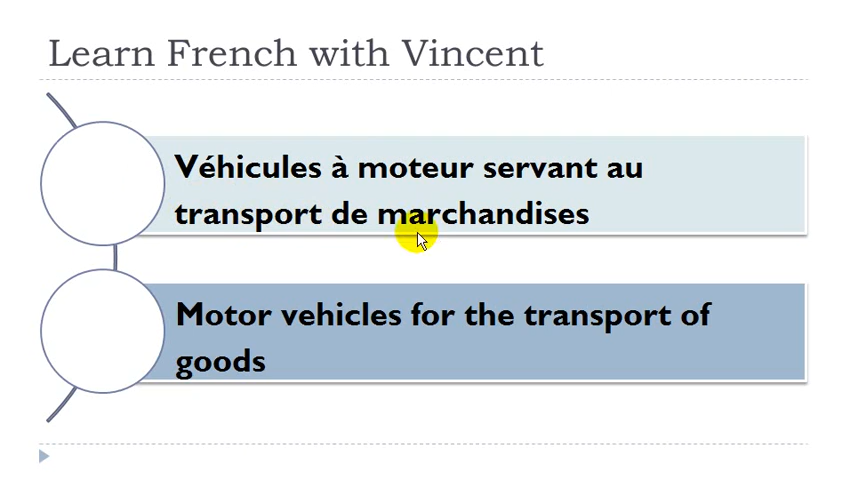 Learn French with Vincent
Véhicules à moteur servant au
transport de marchandises
Motor vehicles for the transport of
goods